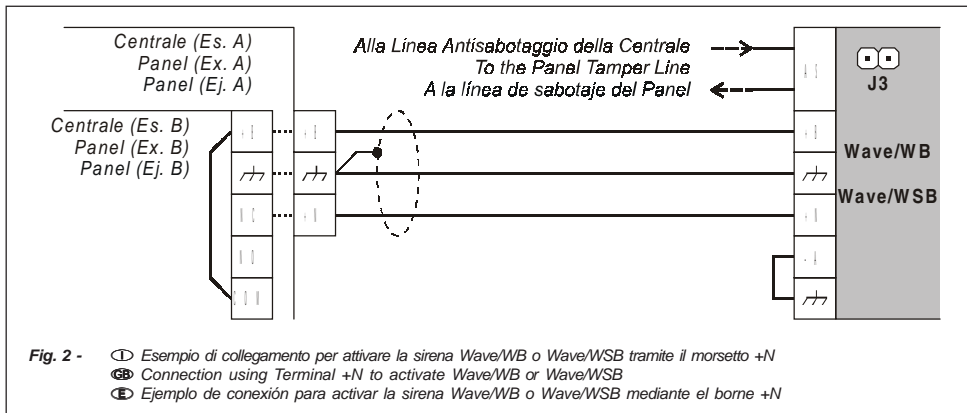 Centrale (Es. A)
Panel (Ex. A)
Panel (Ej. A)
Alla Línea Antisabotaggio della Centrale
To the Panel Tamper Line
A la línea de sabotaje del Panel
A S
J3
Centrale (Es. B)
Panel (Ex. B)
Panel (Ej. B)
+B
+B
+B
Wave/WB
Wave/WSB
N C
+N
+N
N O
+A
C O M
Fig. 2 - I Esempio di collegamento per attivare la sirena Wave/WB o Wave/WSB tramite il morsetto +N
GB Connection using Terminal +N to activate Wave/WB or Wave/WSB
E Ejemplo de conexión para activar la sirena Wave/WB o Wave/WSB mediante el borne +N